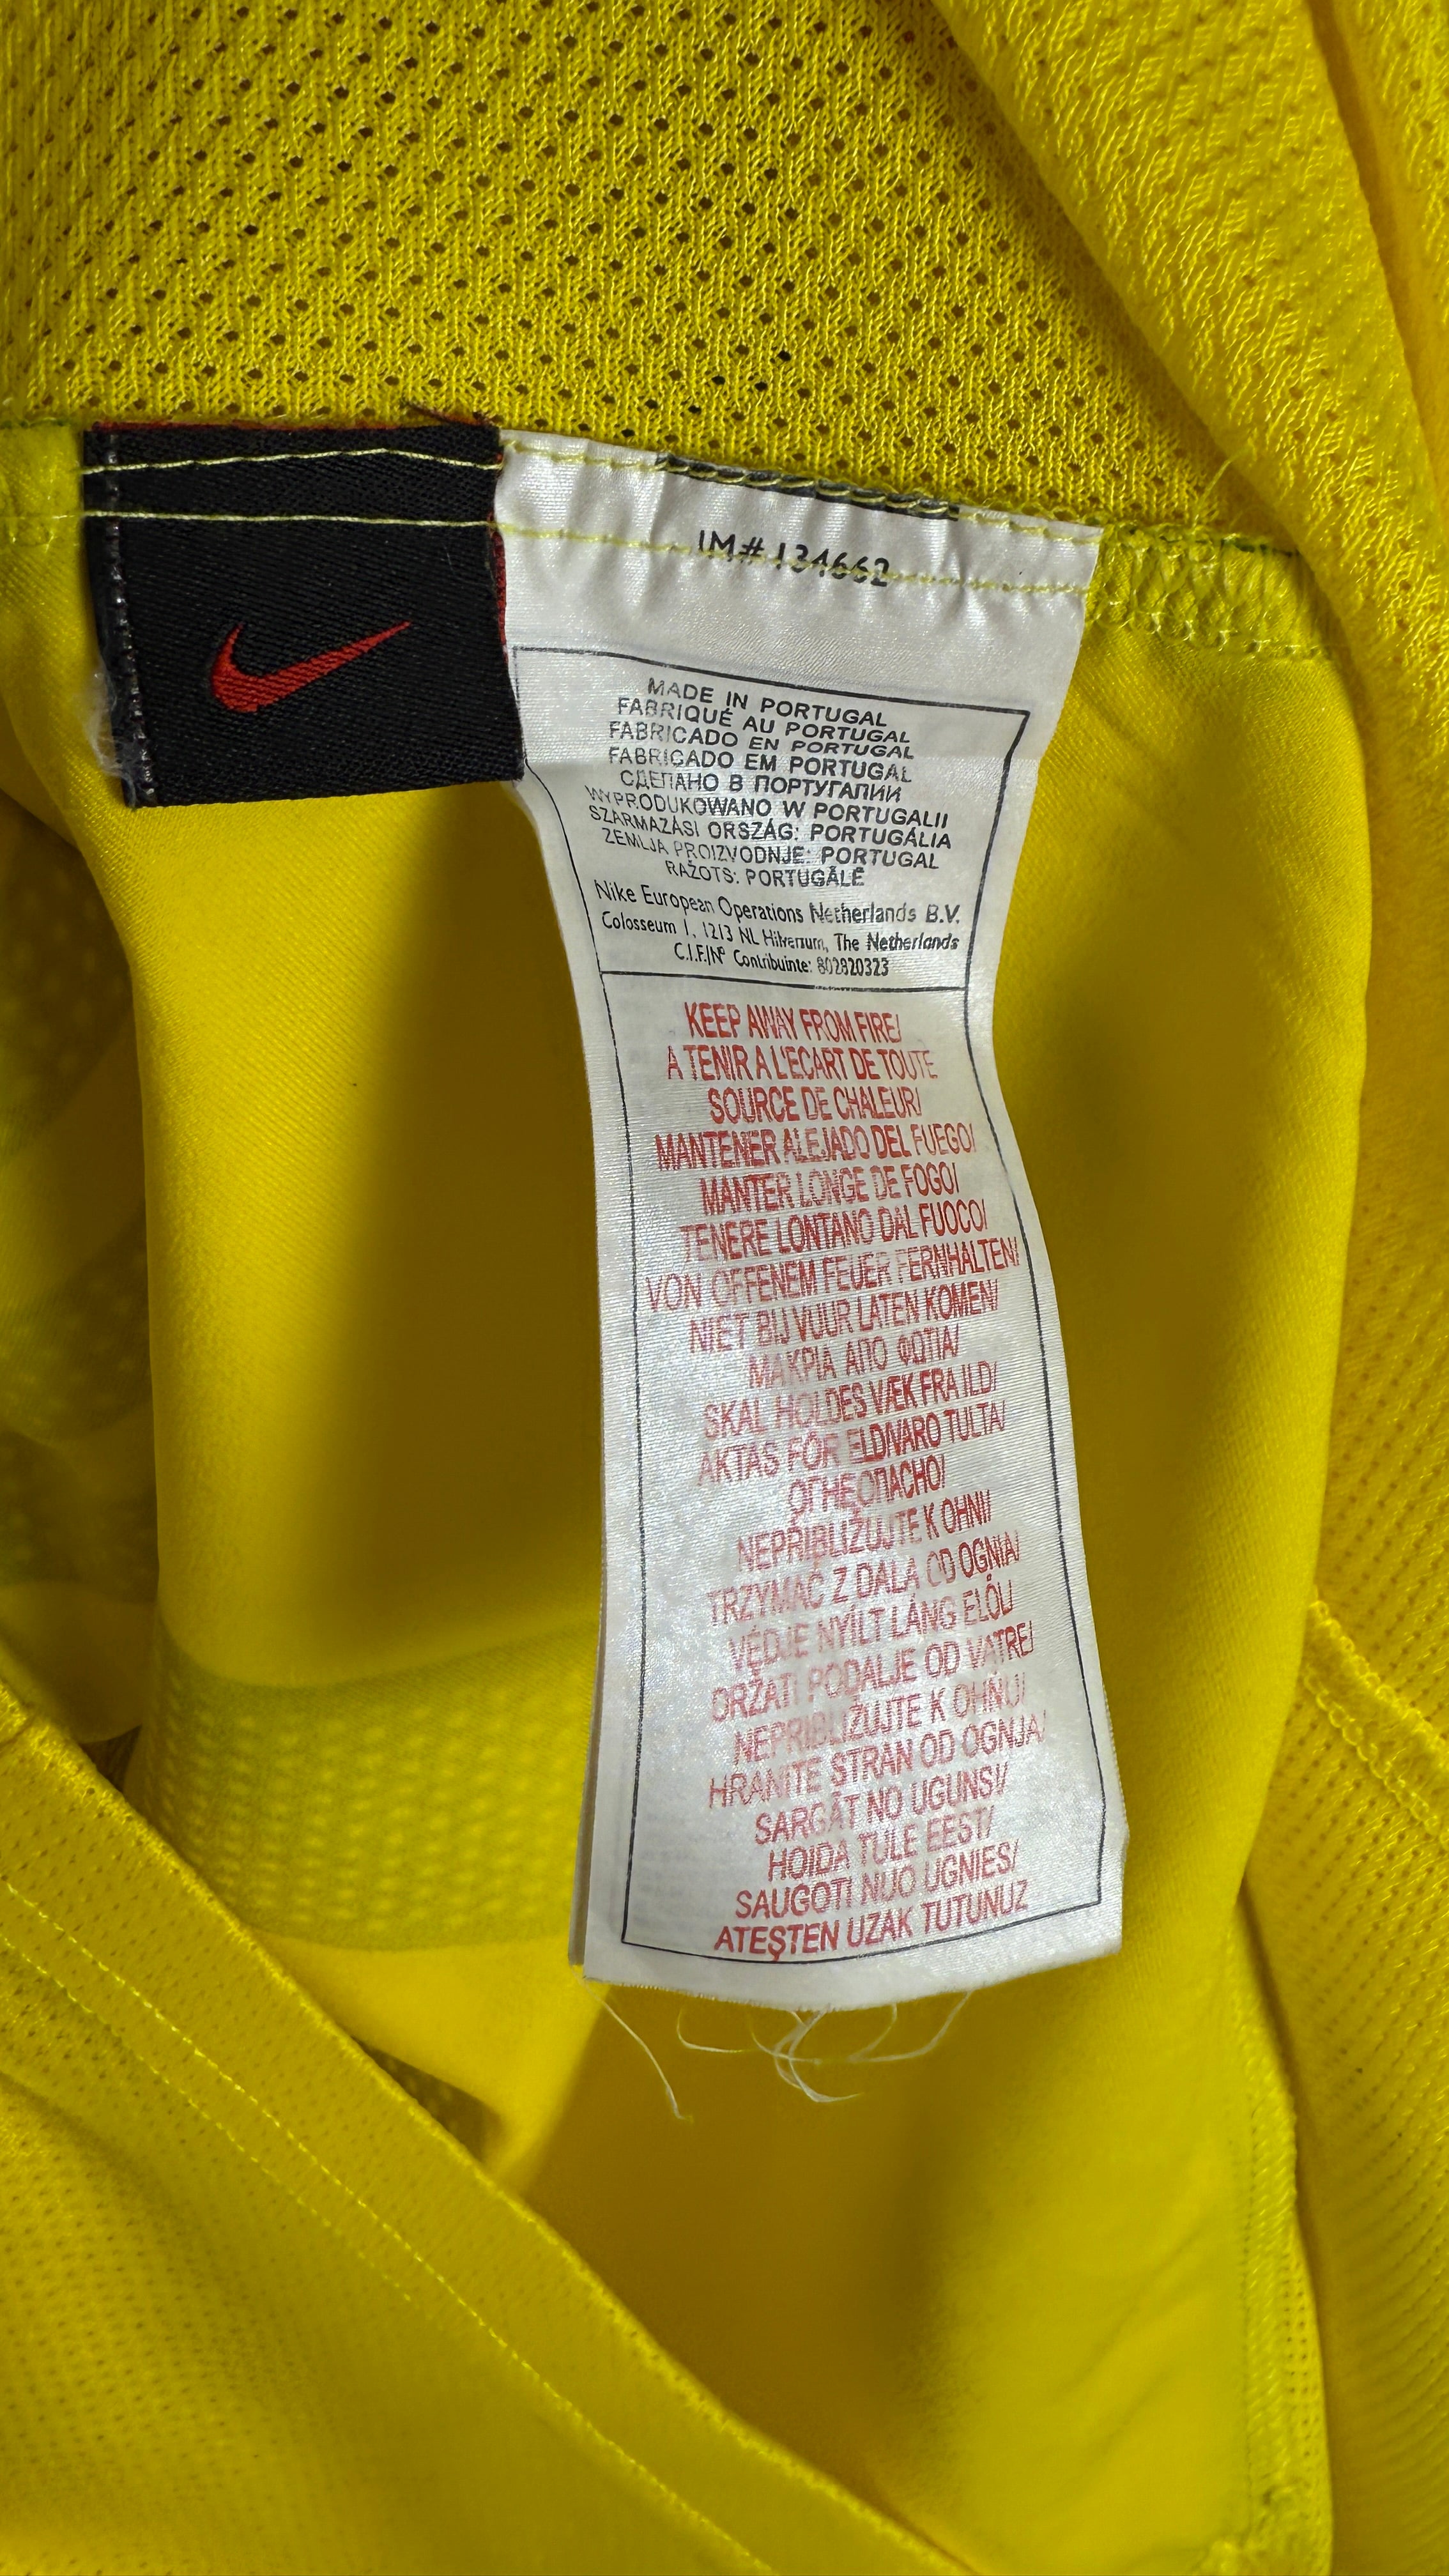 IM# 134662
MADE IN PORTUGAL
FABRIQUÉ AU PORTUGAL
FABRICADO EN PORTUGAL
FABRICADO EM PORTUGAL
СДЕПАНО В ПОРТУГАПИИ
WYPRODUKOWANO W PORTUGALII
SZARMAZÁSI ORSZÁG: PORTUGÁLIA
ZEMLJA PROIZVODNJE: PORTUGAL
RAŽOTS: PORTUGĀLĒ
Nike European Operations Netherlands B.V.
Colosseum 1, 1213 NL Hilversum, The Netherlands
C.I.F./Nº Contribuinte: 802820323
KEEP AWAY FROM FIRE/
A TENIR A L'ECART DE TOUTE
SOURCE DE CHALEUR/
MANTENER ALEJADO DEL FUEGO/
MANTER LONGE DE FOGO/
TENERE LONTANO DAL FUOCO/
VON OFFENEM FEUER FERNHALTEN/
NIET BIJ VUUR LATEN KOMEN/
ΜΑΚΡΙΑ ΑΠΟ ΦΩΤΙΑ/
SKAL HOLDES VÆK FRA ILD/
AKTAS FÖR ELDNARO TULTA/
ОГНЕОПАСНО/
NEPŘIBLIŽUJTE K OHNI/
TRZYMAĆ Z DALA OD OGNIA/
VÉDJE NYÍLT LÁNG ELŐL/
DRŽATI PODALJE OD VATRE/
NEPRIBLIŽUJTE K OHŇU/
HRANITE STRAN OD OGNJA/
SARGĀT NO UGUNS/
HOIDA TULE EEST/
SAUGOTI NUO UGNIES/
ATEŞTEN UZAK TUTUNUZ